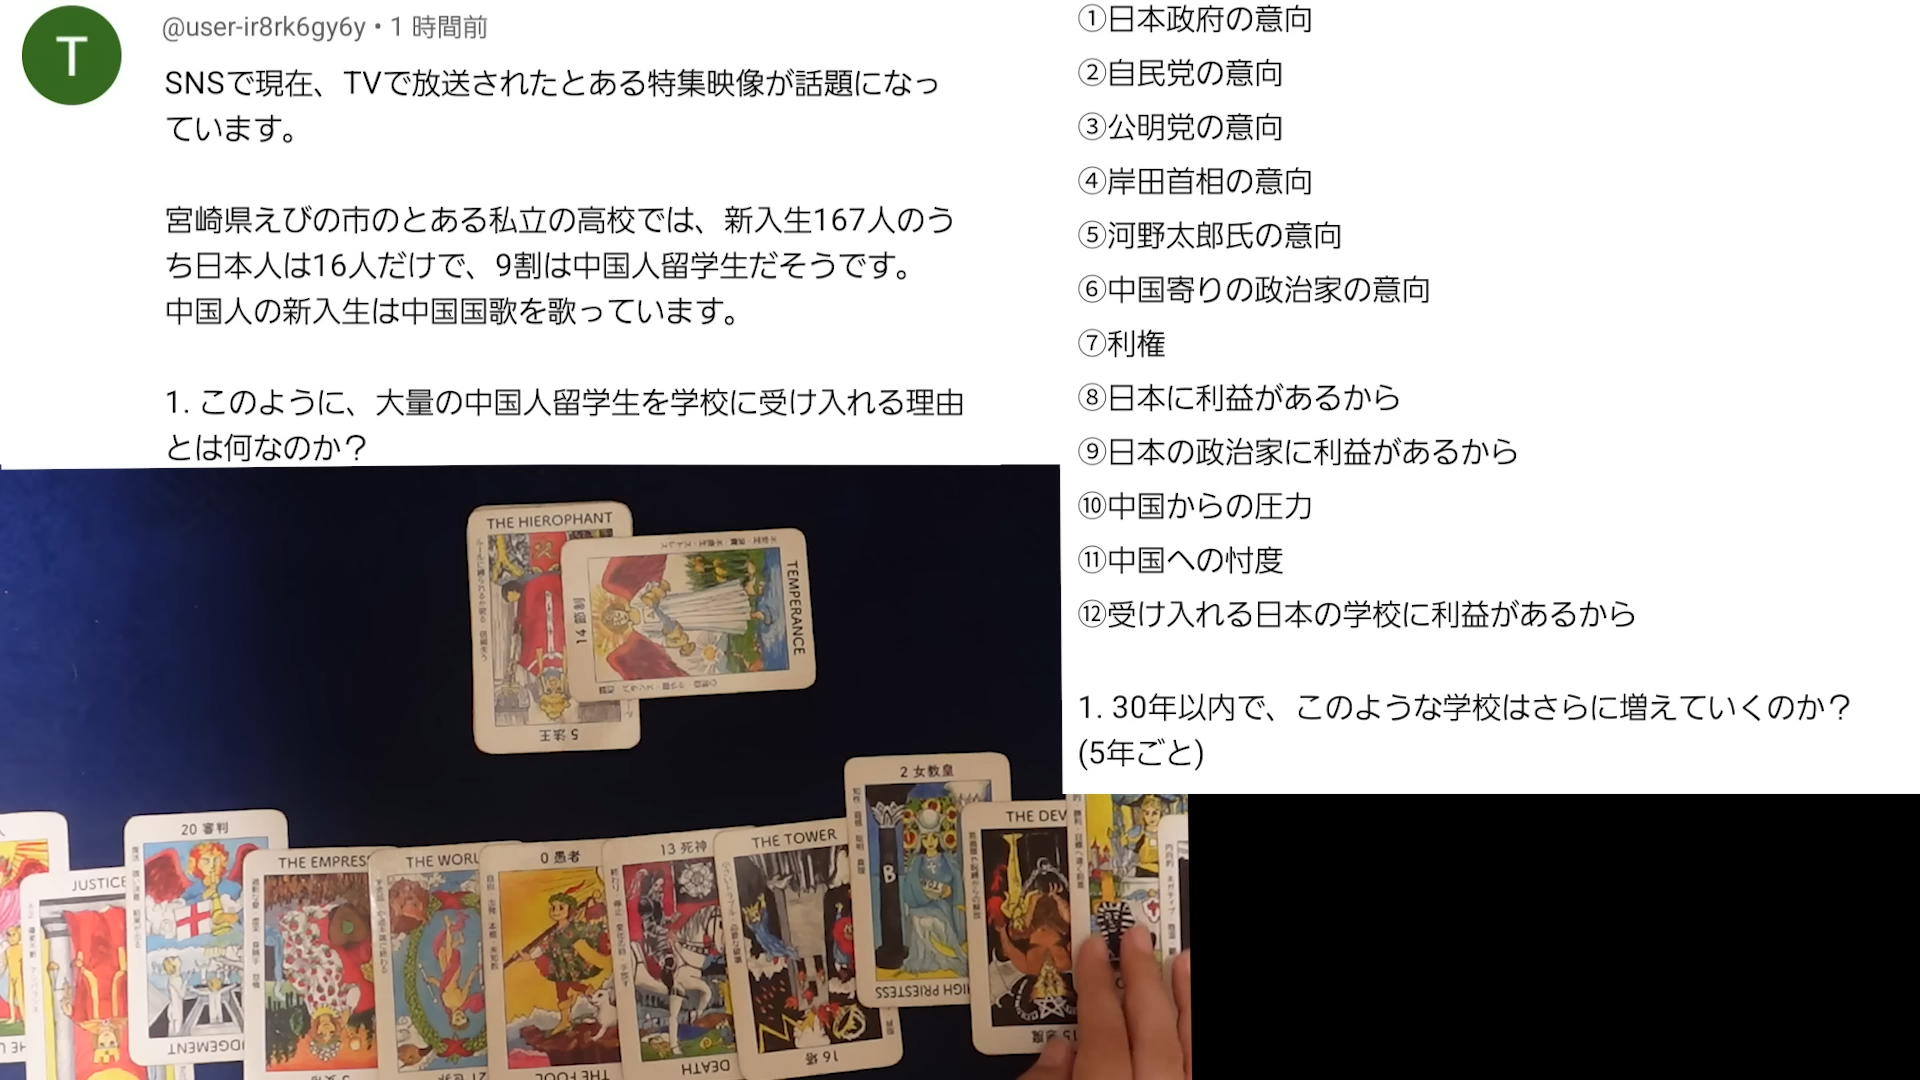 T
@user-ir8rk6gy6y • 1 時間前
SNSで現在、TVで放送されたとある特集映像が話題になっ
ています。
宮崎県えびの市のとある私立の高校では、新入生167人のう
ち日本人は16人だけで、9割は中国人留学生だそうです。
中国人の新入生は中国国歌を歌っています。
1. このように、大量の中国人留学生を学校に受け入れる理由
とは何なのか？
①日本政府の意向
②自民党の意向
③公明党の意向
④岸田首相の意向
⑤河野太郎氏の意向
⑥中国寄りの政治家の意向
⑦利権
⑧日本に利益があるから
⑨日本の政治家に利益があるから
⑩中国からの圧力
⑪中国への忖度
⑫受け入れる日本の学校に利益があるから
1. 30年以内で、このような学校はさらに増えていくのか？
(5年ごと)
THE HIEROPHANT
5 法王
TEMPERANCE
14 節制
JUSTICE
20 審判
JUDGEMENT
THE EMPRES
THE WORL
21 世界
0 愚者
THE FOOL
13 死神
DEATH
THE TOWER
16 塔
2 女教皇
HIGH PRIESTESS
B
THE DEV
15 悪魔